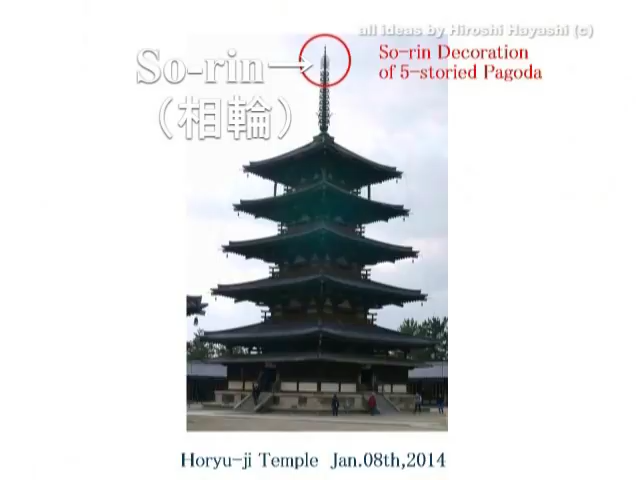 all ideas by Hiroshi Hayashi (c)
So-rin→
(相輪)
So-rin Decoration
of 5-storied Pagoda
Horyu-ji Temple Jan.08th,2014